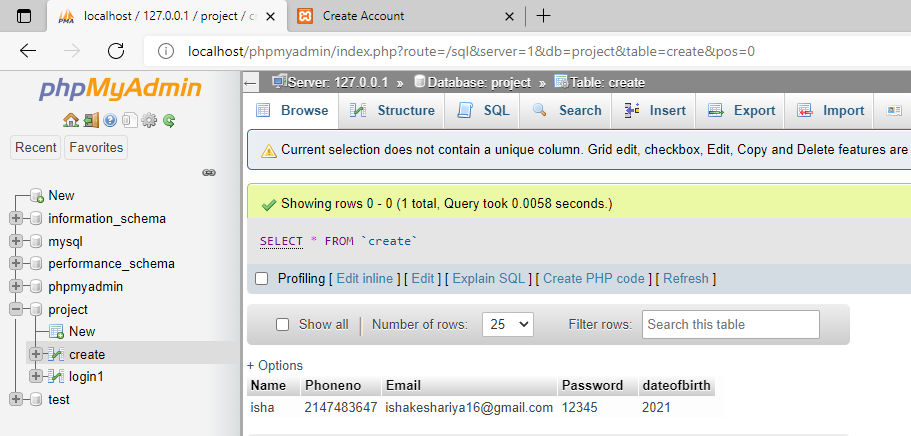 localhost / 127.0.0.1 / project / cr
Create Account
localhost/phpmyadmin/index.php?route=/sql&server=1&db=project&table=create&pos=0
phpMyAdmin
Recent Favorites
New
information_schema
mysql
performance_schema
phpmyadmin
project
New
create
login1
test
Server: 127.0.0.1 » Database: project » Table: create
Browse Structure SQL Search Insert Export Import
Current selection does not contain a unique column. Grid edit, checkbox, Edit, Copy and Delete features are
Showing rows 0 - 0 (1 total, Query took 0.0058 seconds.)
SELECT * FROM `create`
Profiling [ Edit inline ] [ Edit ] [ Explain SQL ] [ Create PHP code ] [ Refresh ]
Show all Number of rows: 25 Filter rows: Search this table
+ Options
Name Phoneno Email Password dateofbirth
isha 2147483647 ishakeshariya16@gmail.com 12345 2021